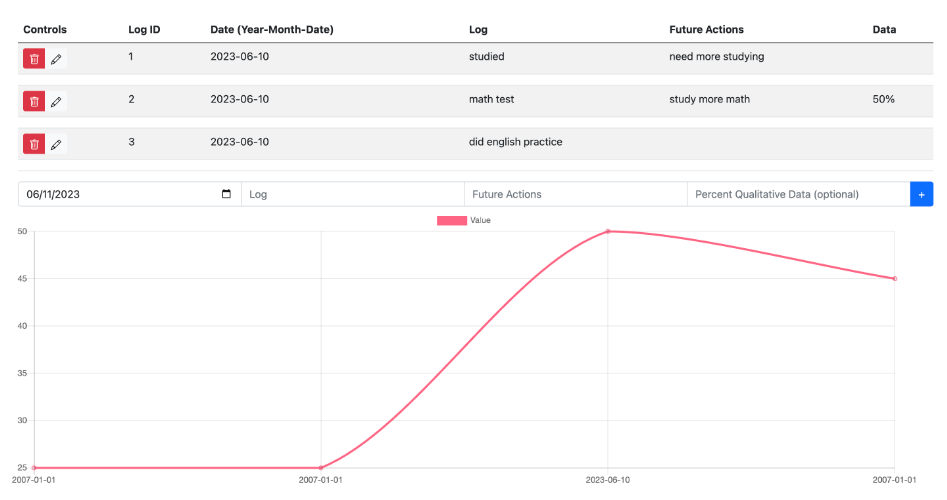 Controls Log ID Date (Year-Month-Date) Log Future Actions Data
1 2023-06-10 studied need more studying
2 2023-06-10 math test study more math 50%
3 2023-06-10 did english practice
06/11/2023 Log Future Actions Percent Qualitative Data (optional) +
Value
50
45
40
35
30
25
2007-01-01 2007-01-01 2023-06-10 2007-01-01